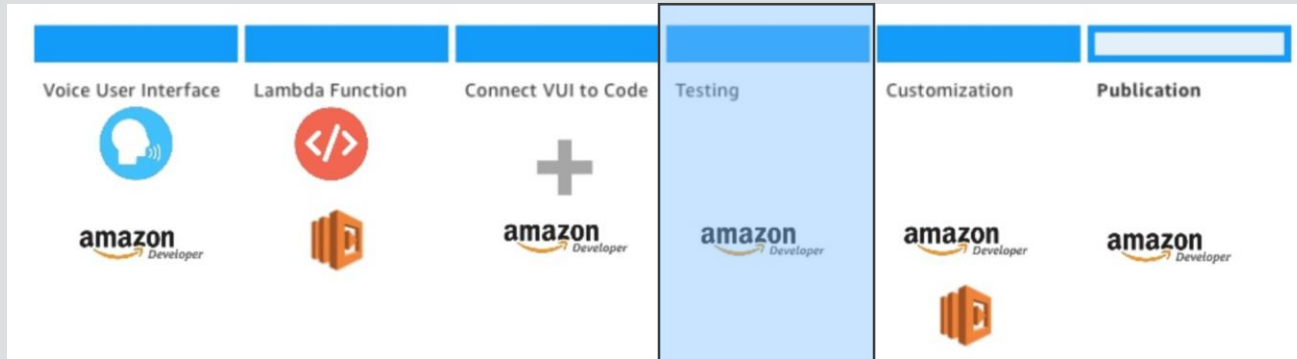 Voice User Interface
Lambda Function
Connect VUI to Code
Testing
Customization
Publication
</>
amazon
Developer
amazon
Developer
amazon
Developer
amazon
Developer
amazon
Developer